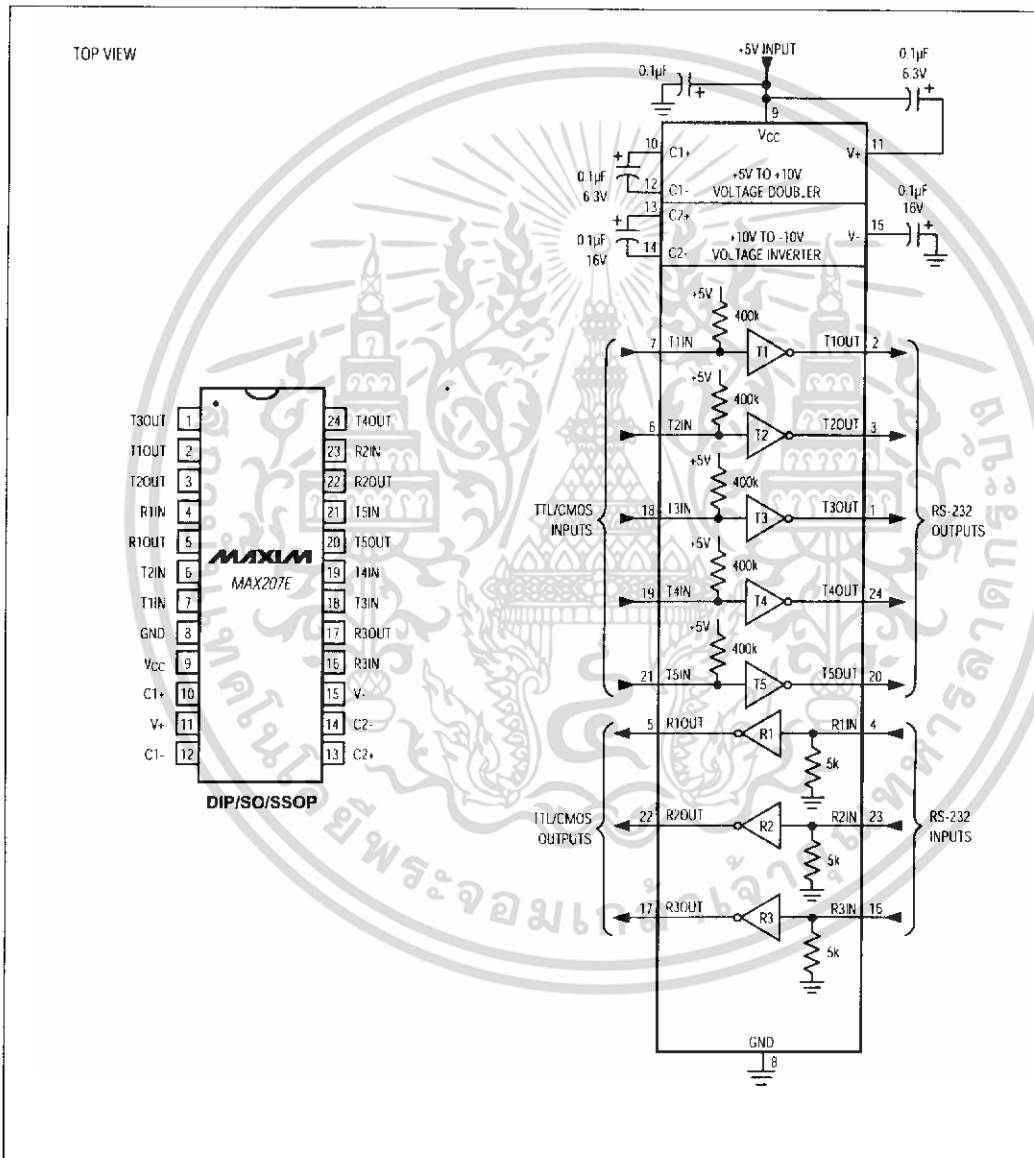 TOP VIEW
T3OUT 1
T1OUT 2
T2OUT 3
R1IN 4
R1OUT 5
T2IN 6
T1IN 7
GND 8
VCC 9
C1+ 10
V+ 11
C1- 12
24 T4OUT
23 R2IN
22 R2OUT
21 T5IN
20 T5OUT
19 T4IN
18 T3IN
17 R3OUT
16 R3IN
15 V-
14 C2-
13 C2+
MAXIM
MAX207E
DIP/SO/SSOP
+5V INPUT
0.1µF
+
0.1µF
6.3V
+
9
VCC
10 C1+
+
0.1µF
6.3V
12 C1-
+5V TO +10V
VOLTAGE DOUBLER
V+ 11
13 C2+
+
0.1µF
16V
14 C2-
+10V TO -10V
VOLTAGE INVERTER
V- 15
0.1µF
16V
+
+5V
400k
7 T1IN T1 T1OUT 2
+5V
400k
6 T2IN T2 T2OUT 3
+5V
400k
18 T3IN T3 T3OUT 1
+5V
400k
19 T4IN T4 T4OUT 24
+5V
400k
21 T5IN T5 T5OUT 20
TTL/CMOS
INPUTS
RS-232
OUTPUTS
5 R1OUT R1 R1IN 4
5k
22 R2OUT R2 R2IN 23
5k
17 R3OUT R3 R3IN 16
5k
TTL/CMOS
OUTPUTS
RS-232
INPUTS
GND
8